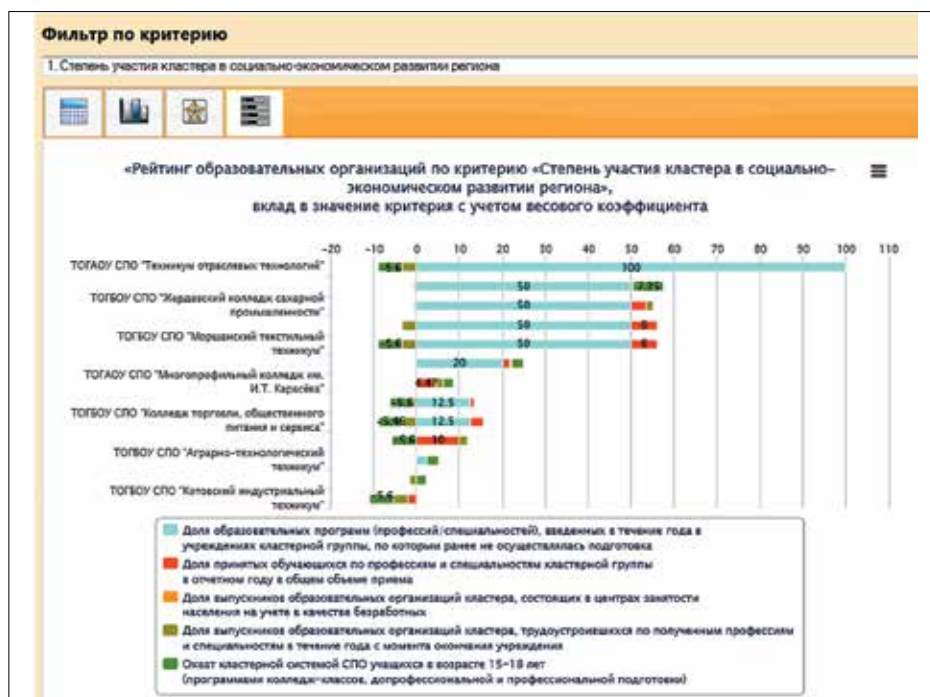 Фильтр по критерию
1. Степень участия кластера в социально-экономическом развитии региона
«Рейтинг образовательных организаций по критерию «Степень участия кластера в социально-
экономическом развитии региона»,
вклад в значение критерия с учетом весового коэффициента
-20 -10 0 10 20 30 40 50 60 70 80 90 100 110
ТОГАОУ СПО "Техникум отраслевых технологий"
-5.6 100
50 7.25
ТОГБОУ СПО "Жердевский колледж сахарной
промышленности"
50
50 6
ТОГБОУ СПО "Моршанский текстильный
техникум"
-5.6 50 6
20
ТОГАОУ СПО "Многопрофильный колледж им.
И.Т. Карасёва"
4.47
-5.6 12.5
ТОГБОУ СПО "Колледж торговли, общественного
питания и сервиса"
-5.46 12.5
-5.6 10
ТОГБОУ СПО "Аграрно-технологический
техникум"
ТОГБОУ СПО "Котовский индустриальный
техникум"
-5.6
Доля образовательных программ (профессий/специальностей), введенных в течение года в
учреждениях кластерной группы, по которым ранее не осуществлялась подготовка
Доля принятых обучающихся по профессиям и специальностям кластерной группы
в отчетном году в общем объеме приема
Доля выпускников образовательных организаций кластера, состоящих в центрах занятости
населения на учете в качестве безработных
Доля выпускников образовательных организаций кластера, трудоустроившихся по полученным профессиям
и специальностям в течение года с момента окончания учреждения
Охват кластерной системой СПО учащихся в возрасте 15-18 лет
(программами колледж-классов, допрофессиональной и профессиональной подготовки)